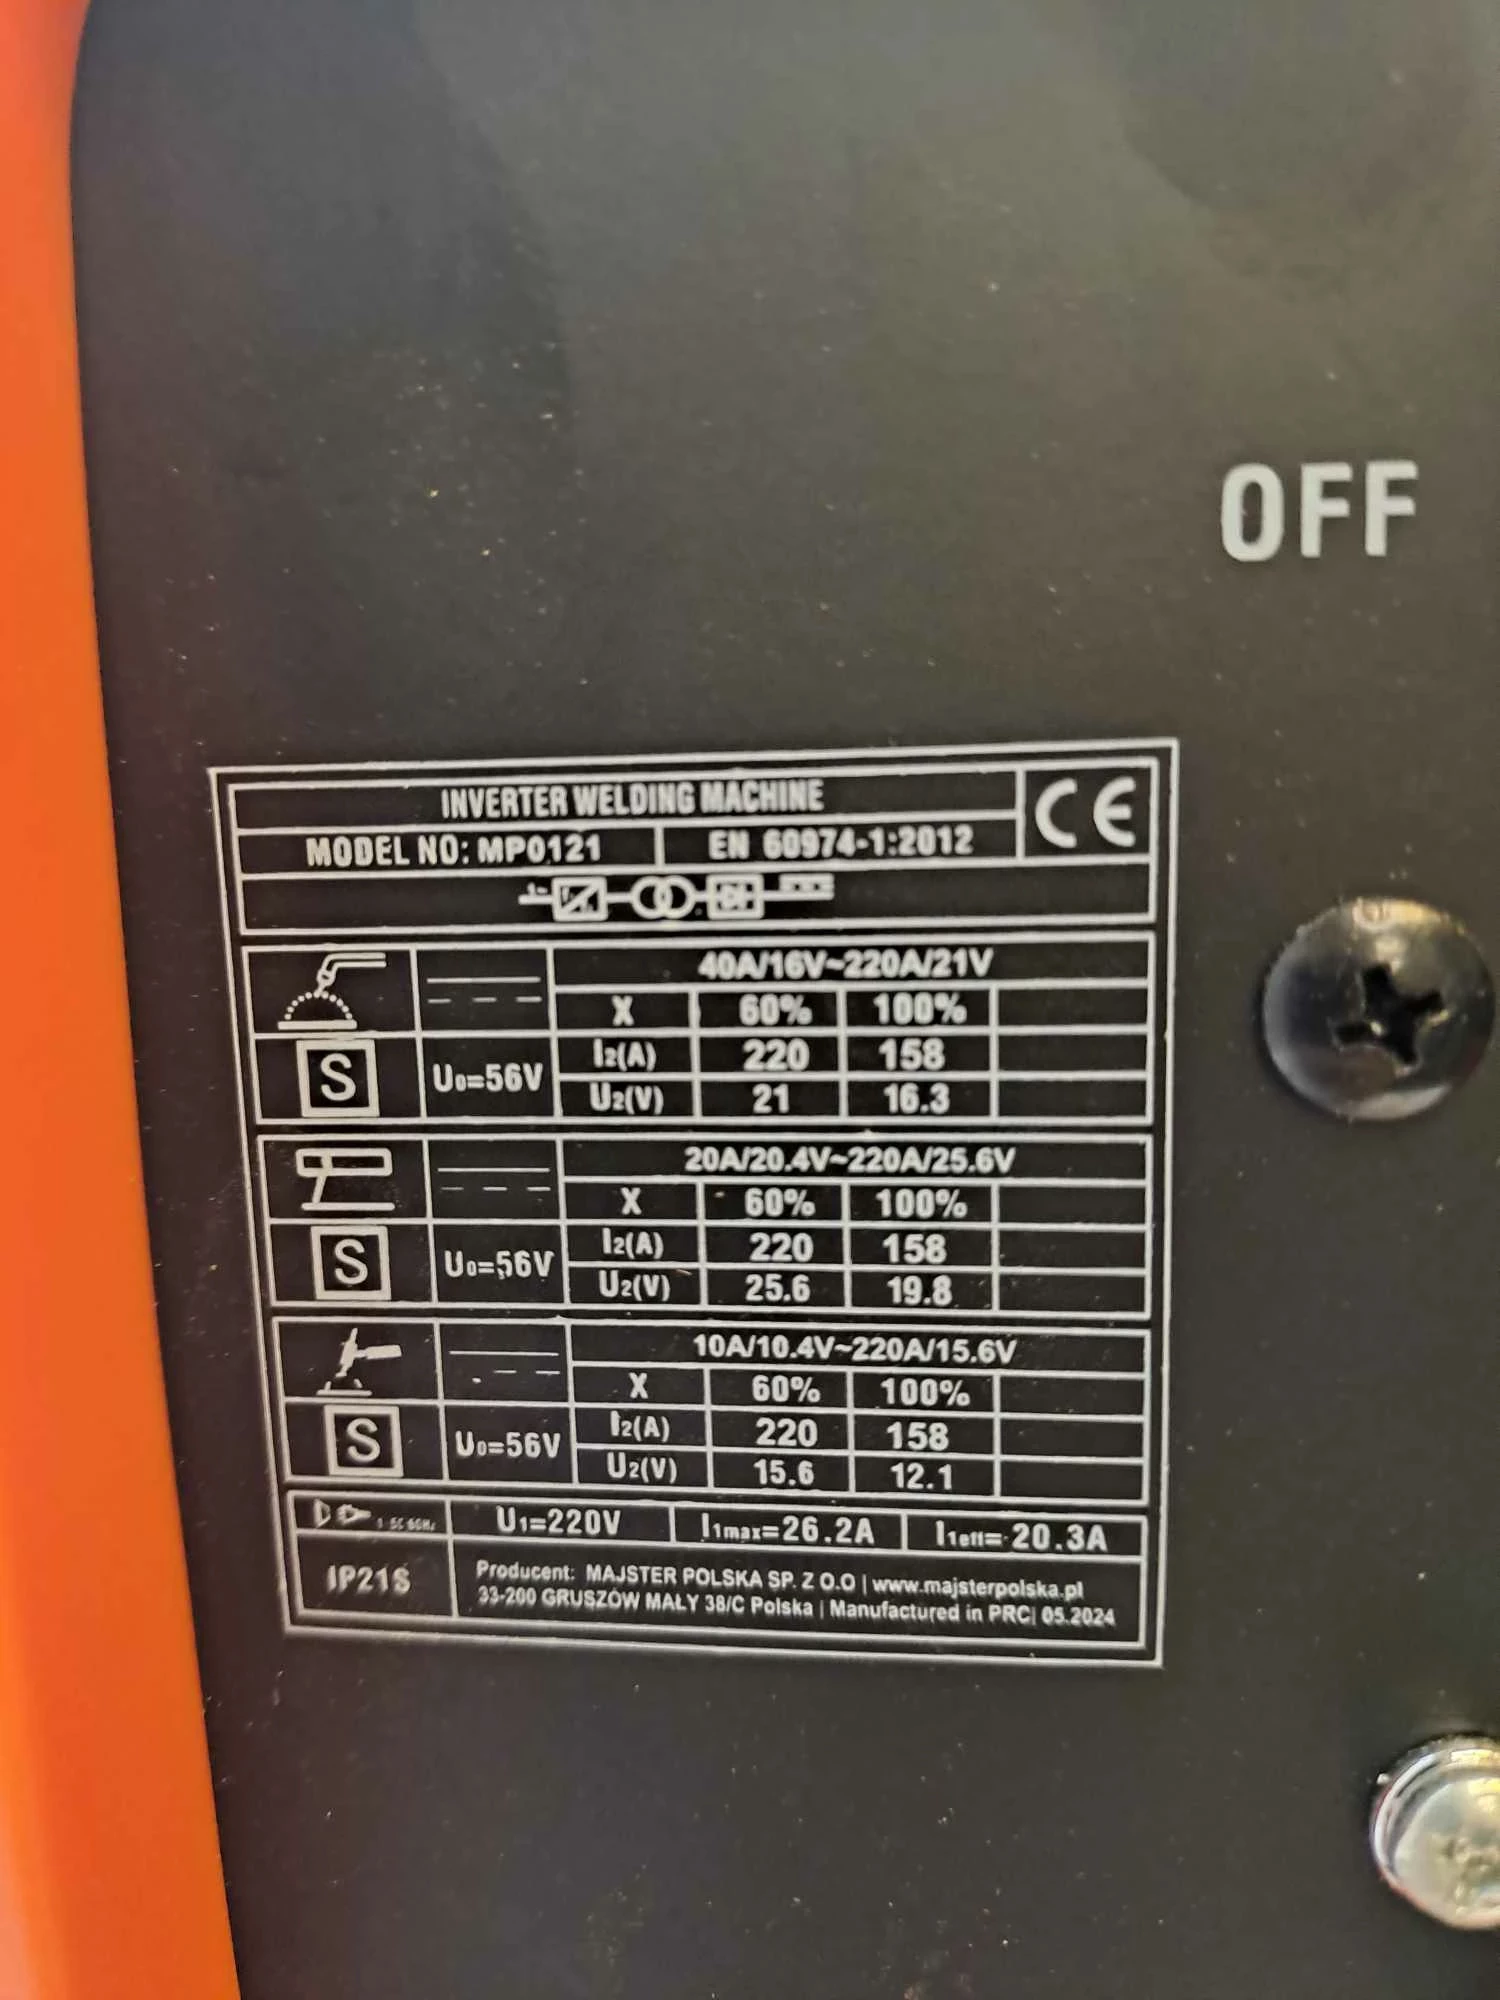 OFF
INVERTER WELDING MACHINE
CE
MODEL NO: MP0121 EN 60974-1:2012
40A/16V~220A/21V
X 60% 100%
S U0=56V I2(A) 220 158
U2(V) 21 16.3
20A/20.4V~220A/25.6V
X 60% 100%
S U0=56V I2(A) 220 158
U2(V) 25.6 19.8
10A/10.4V~220A/15.6V
X 60% 100%
S U0=56V I2(A) 220 158
U2(V) 15.6 12.1
U1=220V I1max=26.2A I1eff=20.3A
IP21S
Producent: MAJSTER POLSKA SP. Z O.O | www.majsterpolska.pl
33-200 GRUSZÓW MAŁY 38/C Polska | Manufactured in PRC| 05.2024